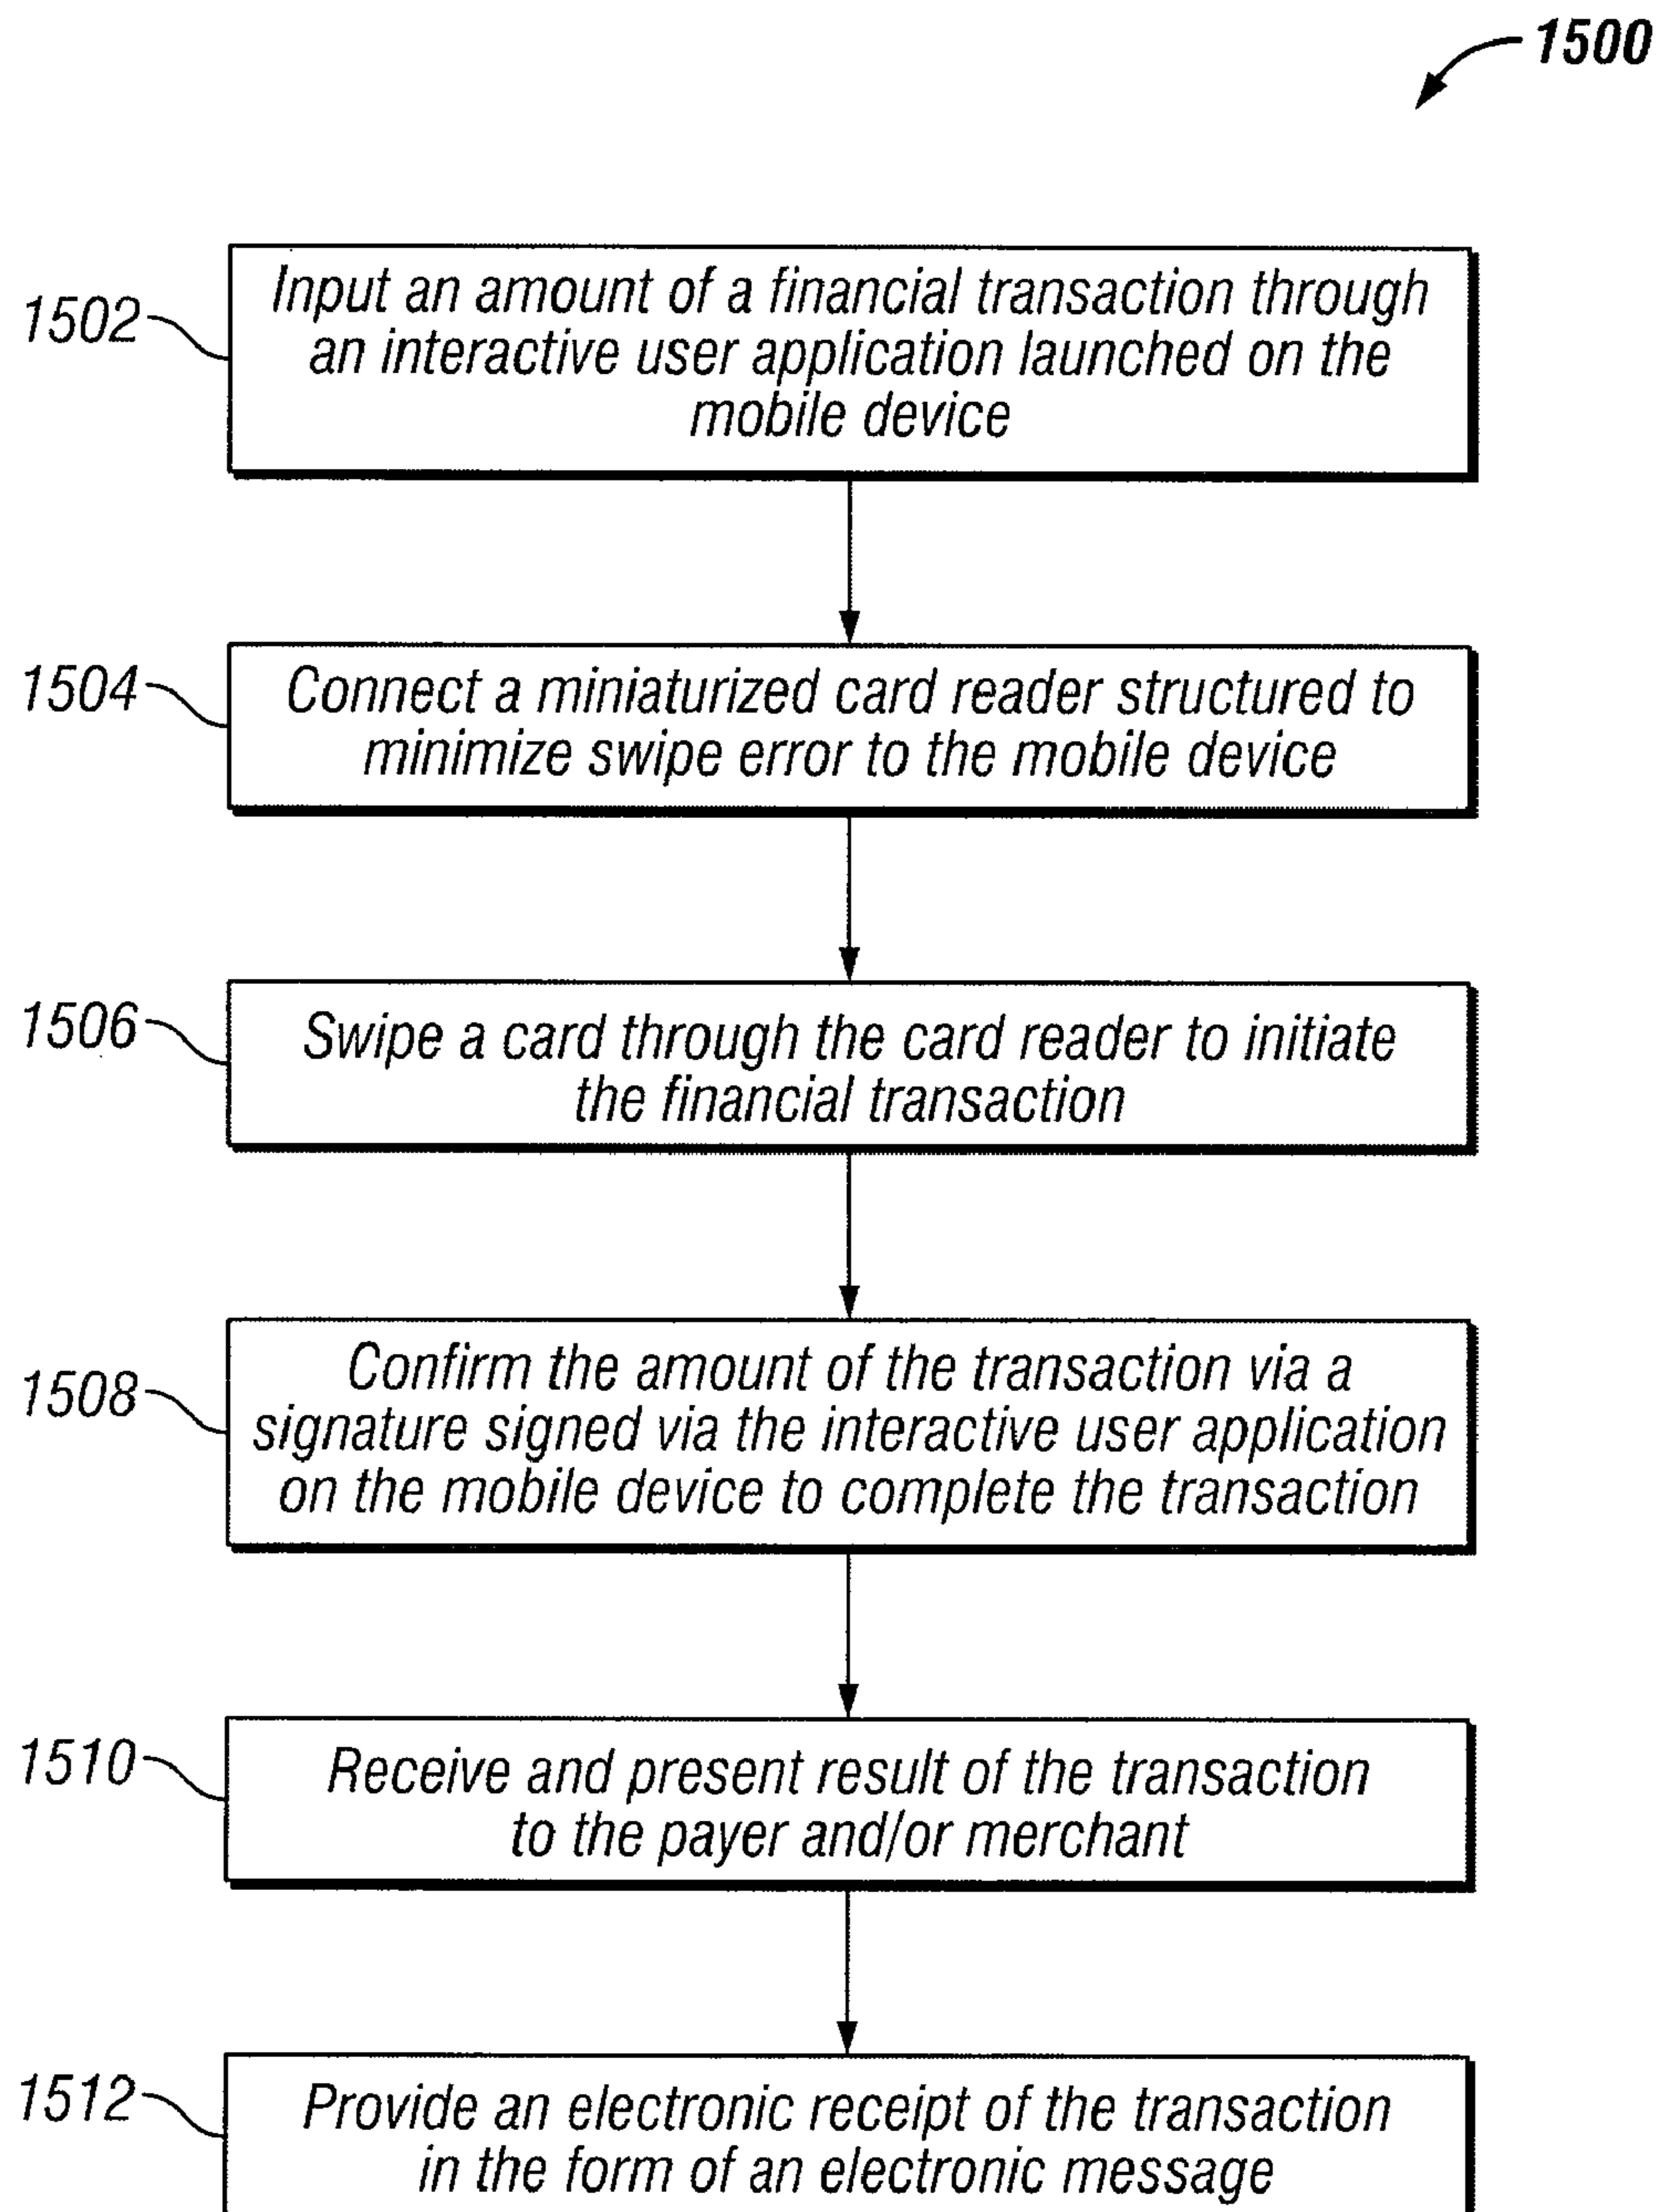 1500
1502
Input an amount of a financial transaction through
an interactive user application launched on the
mobile device
1504
Connect a miniaturized card reader structured to
minimize swipe error to the mobile device
1506
Swipe a card through the card reader to initiate
the financial transaction
1508
Confirm the amount of the transaction via a
signature signed via the interactive user application
on the mobile device to complete the transaction
1510
Receive and present result of the transaction
to the payer and/or merchant
1512
Provide an electronic receipt of the transaction
in the form of an electronic message